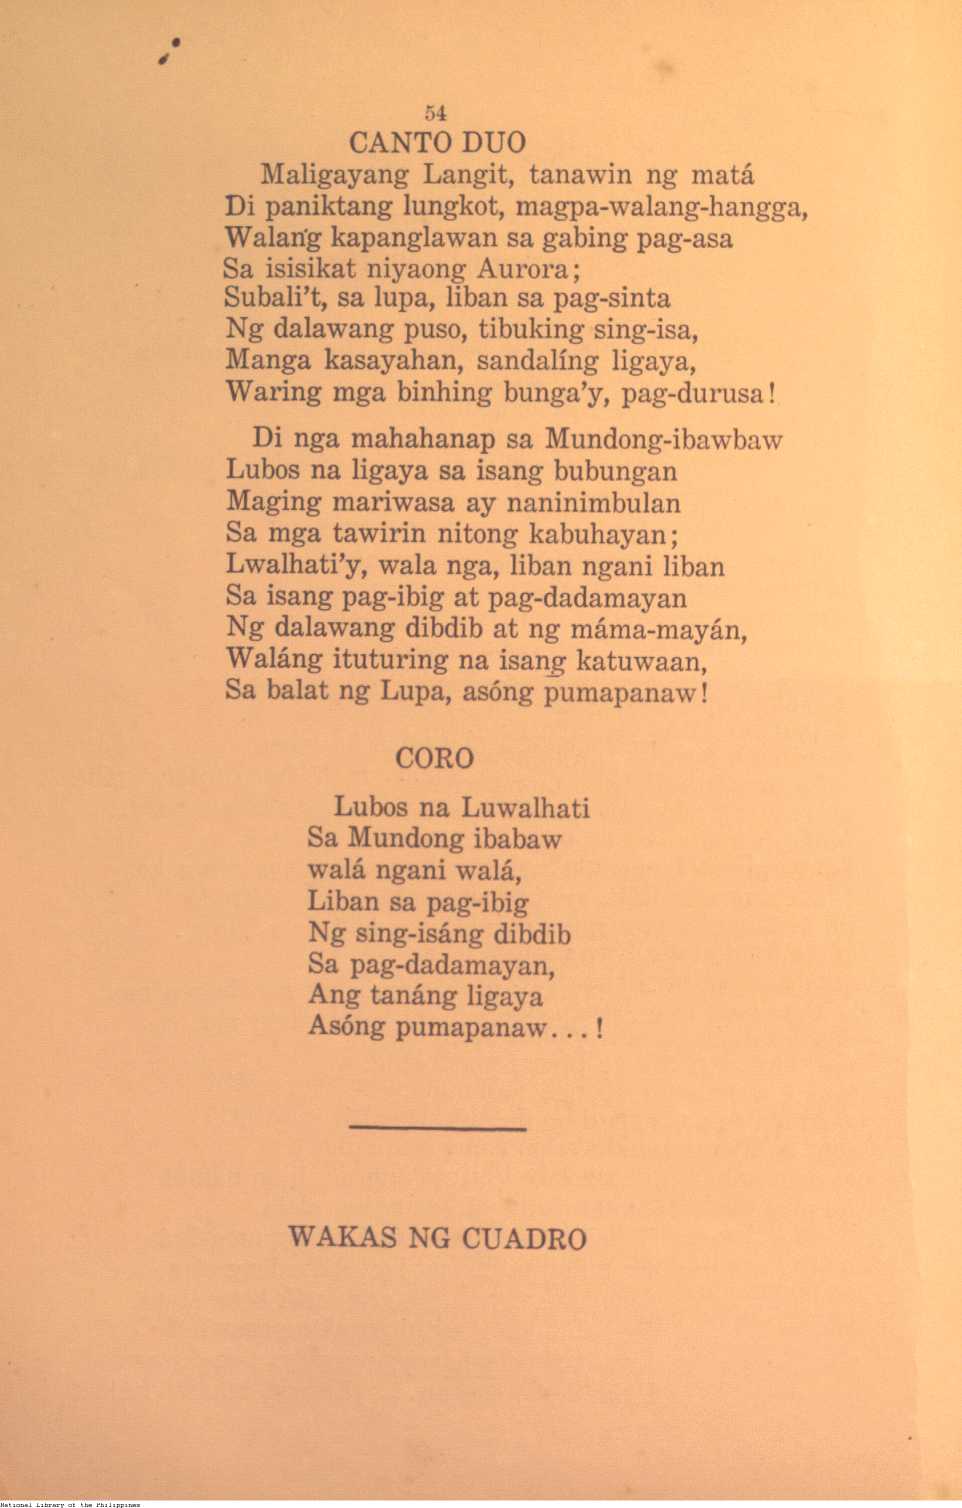 54
CANTO DUO
Maligayang Langit, tanawin ng matá
Di paniktang lungkot, magpa-walang-hangga,
Walang kapanglawan sa gabing pag-asa
Sa isisikat niyaong Aurora;
Subali't, sa lupa, liban sa pag-sinta
Ng dalawang puso, tibuking sing-isa,
Manga kasayahan, sandalíng ligaya,
Waring mga binhing bunga'y, pag-durusa!
Di nga mahahanap sa Mundong-ibawbaw
Lubos na ligaya sa isang bubungan
Maging mariwasa ay naninimbulan
Sa mga tawirin nitong kabuhayan;
Lwalhati'y, wala nga, liban ngani liban
Sa isang pag-ibig at pag-dadamayan
Ng dalawang dibdib at ng máma-mayán,
Waláng ituturing na isang katuwaan,
Sa balat ng Lupa, asóng pumapanaw!
CORO
Lubos na Luwalhati
Sa Mundong ibabaw
walá ngani walá,
Liban sa pag-ibig
Ng sing-isáng dibdib
Sa pag-dadamayan,
Ang tanáng ligaya
Asóng pumapanaw...!
WAKAS NG CUADRO
National Library of the Philippines